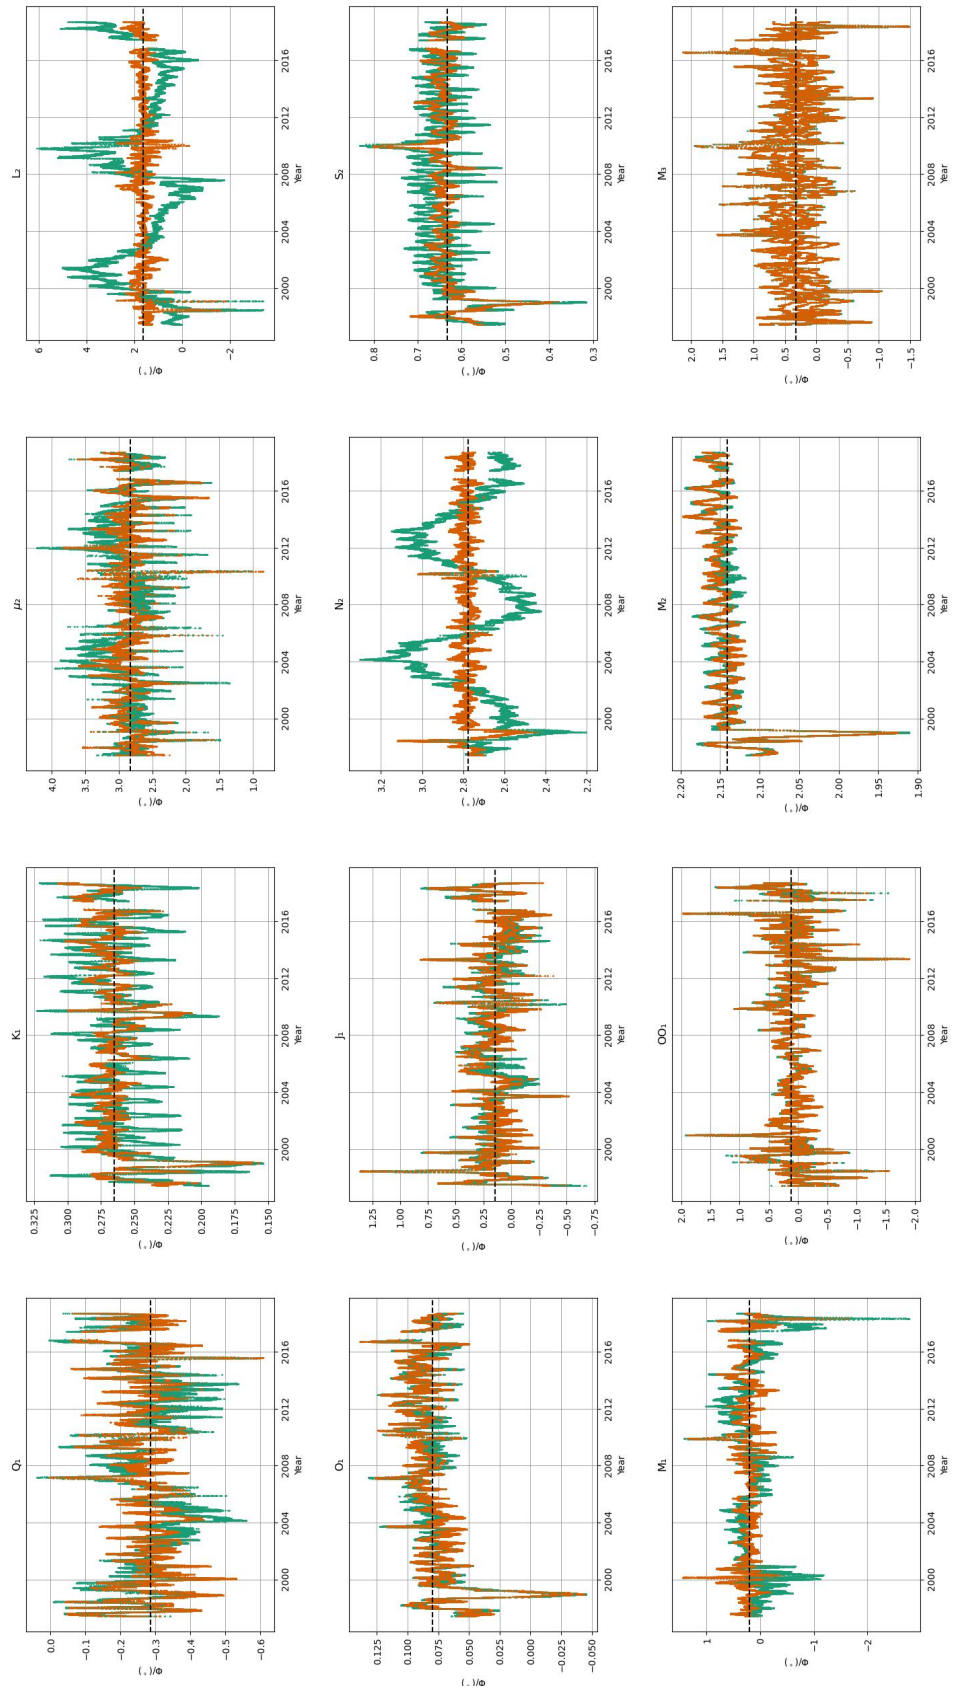 Q₁
Φ/(°)
0.0
−0.1
−0.2
−0.3
−0.4
−0.5
−0.6
2000 2004 2008 2012 2016
Year
K₁
Φ/(°)
0.325
0.300
0.275
0.250
0.225
0.200
0.175
0.150
2000 2004 2008 2012 2016
Year
μ₂
Φ/(°)
4.0
3.5
3.0
2.5
2.0
1.5
1.0
2000 2004 2008 2012 2016
Year
L₂
Φ/(°)
6
4
2
0
−2
2000 2004 2008 2012 2016
Year
O₁
Φ/(°)
0.125
0.100
0.075
0.050
0.025
0.000
−0.025
−0.050
2000 2004 2008 2012 2016
Year
J₁
Φ/(°)
1.25
1.00
0.75
0.50
0.25
0.00
−0.25
−0.50
−0.75
2000 2004 2008 2012 2016
Year
N₂
Φ/(°)
3.2
3.0
2.8
2.6
2.4
2.2
2000 2004 2008 2012 2016
Year
S₂
Φ/(°)
0.8
0.7
0.6
0.5
0.4
0.3
2000 2004 2008 2012 2016
Year
M₁
Φ/(°)
1
0
−1
−2
2000 2004 2008 2012 2016
Year
OO₁
Φ/(°)
2.0
1.5
1.0
0.5
0.0
−0.5
−1.0
−1.5
−2.0
2000 2004 2008 2012 2016
Year
M₂
Φ/(°)
2.20
2.15
2.10
2.05
2.00
1.95
1.90
2000 2004 2008 2012 2016
Year
M₃
Φ/(°)
2.0
1.5
1.0
0.5
0.0
−0.5
−1.0
−1.5
2000 2004 2008 2012 2016
Year